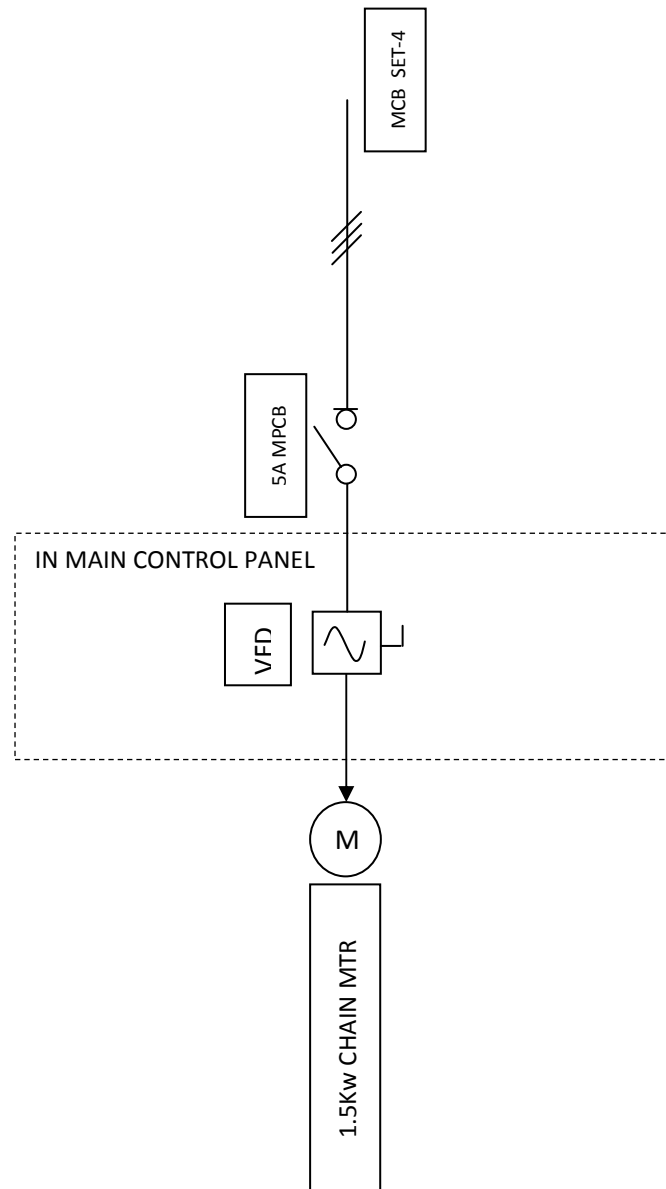 MCB  SET-4
5A MPCB
IN MAIN CONTROL PANEL
VFD
M
1.5Kw CHAIN MTR